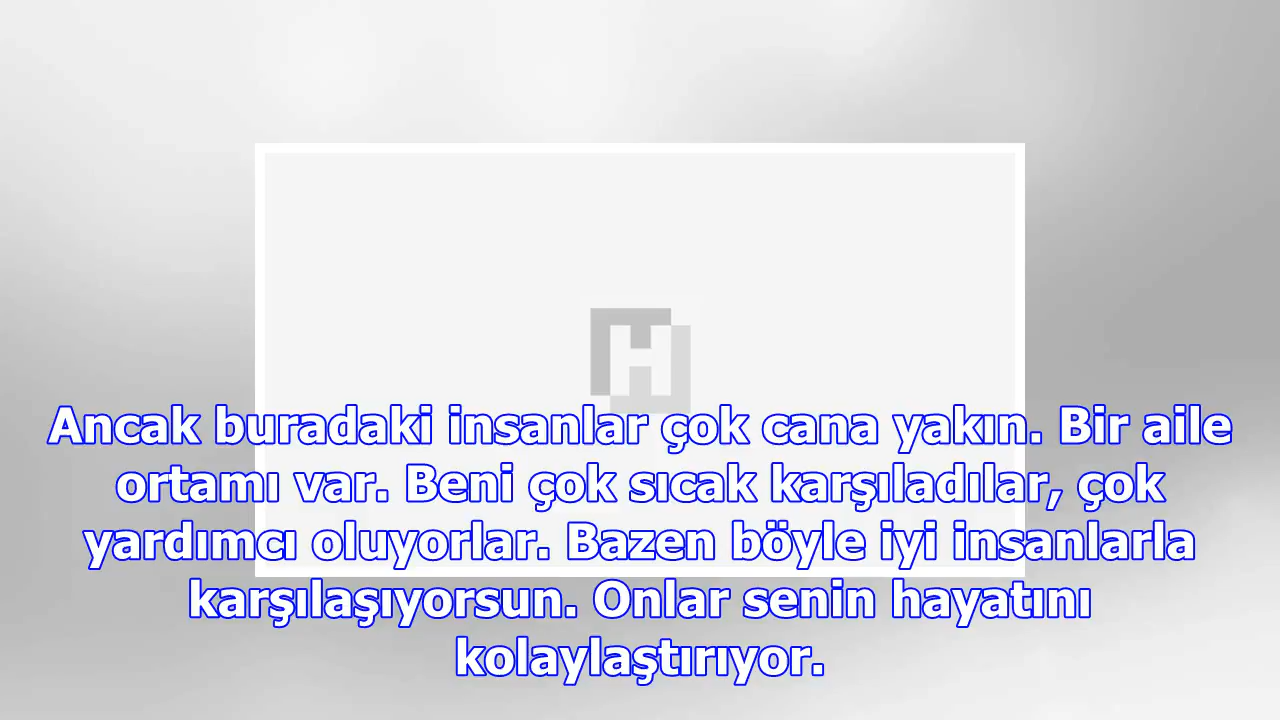 H
Ancak buradaki insanlar çok cana yakın. Bir aile
ortamı var. Beni çok sıcak karşıladılar, çok
yardımcı oluyorlar. Bazen böyle iyi insanlarla
karşılaşıyorsun. Onlar senin hayatını
kolaylaştırıyor.